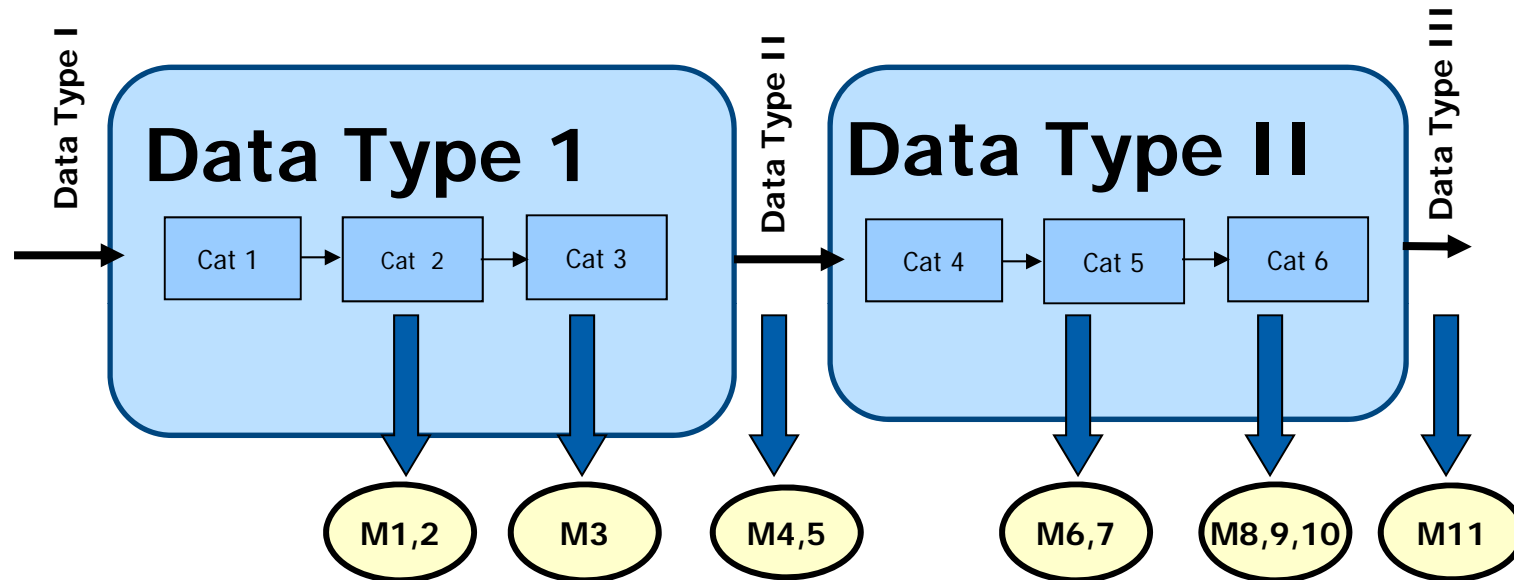 Data Type I
Data Type 1
Cat 1
Cat 2
Cat 3
Data Type II
Data Type II
Cat 4
Cat 5
Cat 6
Data Type III
M1,2
M3
M4,5
M6,7
M8,9,10
M11